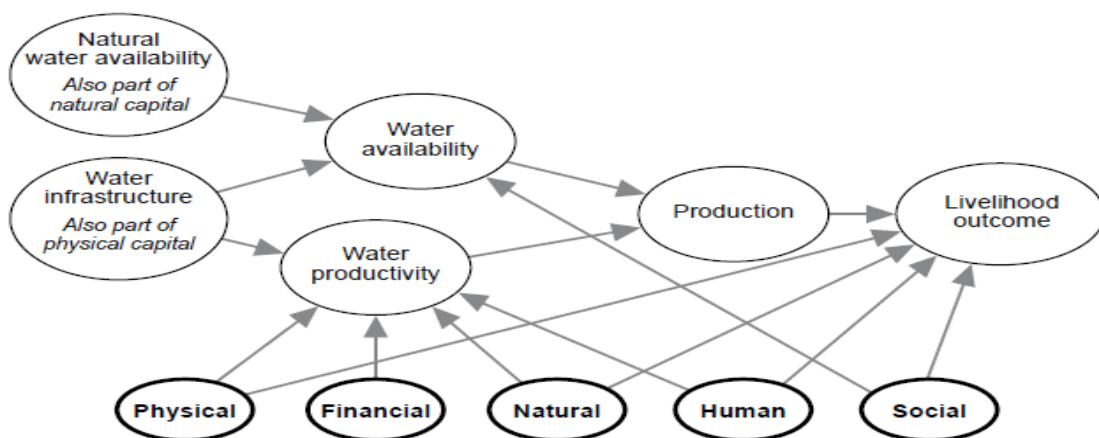 Natural
water availability
Also part of
natural capital
Water
availability
Water
infrastructure
Also part of
physical capital
Water
productivity
Production
Livelihood
outcome
Physical
Financial
Natural
Human
Social